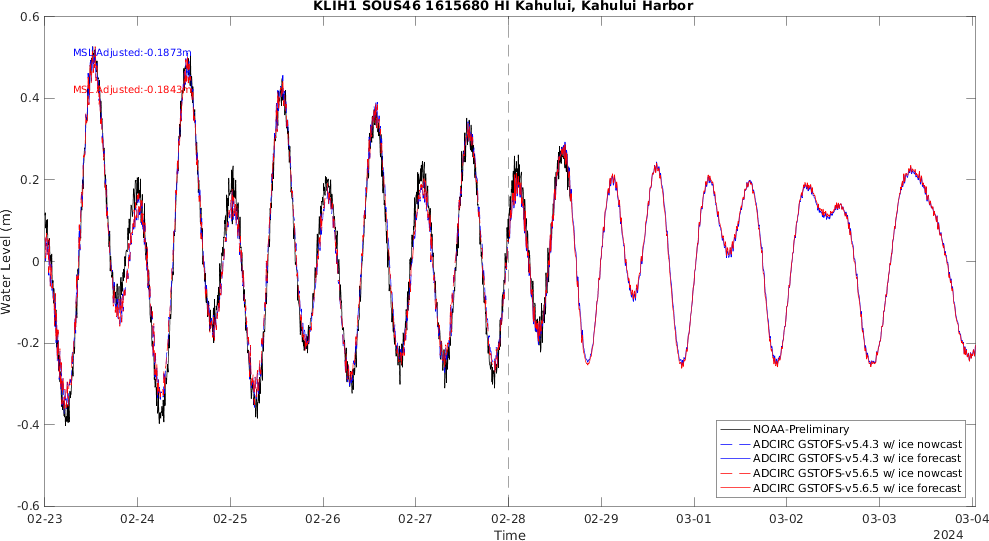 KLIH1 SOUS46 1615680 HI Kahului, Kahului Harbor
0.6
MSL Adjusted:-0.1873m
0.4
MSL Adjusted:-0.1843m
0.2
0
-0.2
-0.4
-0.6
Water Level (m)
NOAA-Preliminary
ADCIRC GSTOFS-v5.4.3 w/ ice nowcast
ADCIRC GSTOFS-v5.4.3 w/ ice forecast
ADCIRC GSTOFS-v5.6.5 w/ ice nowcast
ADCIRC GSTOFS-v5.6.5 w/ ice forecast
02-23 02-24 02-25 02-26 02-27 02-28 02-29 03-01 03-02 03-03 03-04
Time
2024